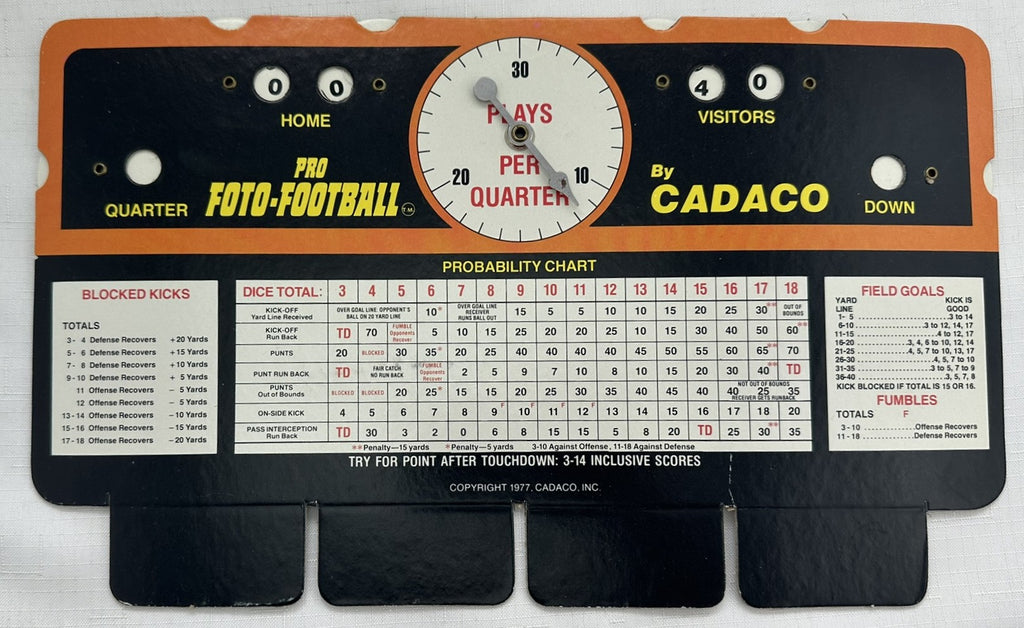 0 0
HOME
30
PLAYS
PER
QUARTER
20
10
4 0
VISITORS
QUARTER
PRO
FOTO-FOOTBALL T.M.
By
CADACO
DOWN
PROBABILITY CHART
BLOCKED KICKS
TOTALS
3- 4 Defense Recovers +20 Yards
5- 6 Defense Recovers +15 Yards
7- 8 Defense Recovers +10 Yards
9-10 Defense Recovers + 5 Yards
11 Offense Recovers - 5 Yards
12 Offense Recovers - 5 Yards
13-14 Offense Recovers -10 Yards
15-16 Offense Recovers -15 Yards
17-18 Offense Recovers -20 Yards
DICE TOTAL: 3 4 5 6 7 8 9 10 11 12 13 14 15 16 17 18
KICK-OFF Yard Line Received OVER GOAL LINE: OPPONENT'S BALL ON 20 YARD LINE 10* OVER GOAL LINE RECEIVER RUNS BALL OUT 15 5 5 10 10 15 20 25 30** OUT OF BOUNDS
KICK-OFF Run Back TD 70 FUMBLE Opponents Recover 5 10 15 25 20 20 25 10 15 30 40 50 60**
PUNTS 20 BLOCKED 30 35* 20 25 40 40 35 40 45 50 55 60 65** 70
PUNT RUN BACK TD FAIR CATCH NO RUN BACK FUMBLE Opponents Recover 2 5 9 7 10 8 10 15 20 30 40** TD
PUNTS Out of Bounds BLOCKED BLOCKED 20 25* 15 20 30 30 35 45 35 40 40 40 NOT OUT OF BOUNDS 25 35 RECEIVER GETS RUNBACK
ON-SIDE KICK 4 5 6 7 8 9 F 10 F 11 F 12 F 13 14 15 16 17 18 20
PASS INTERCEPTION Run Back TD 30 3 2 0 6 8 15 15 5 8 20 TD 25 30** 35
**Penalty—15 yards *Penalty—5 yards 3-10 Against Offense, 11-18 Against Defense
TRY FOR POINT AFTER TOUCHDOWN: 3-14 INCLUSIVE SCORES
COPYRIGHT 1977, CADACO, INC.
FIELD GOALS
YARD LINE KICK IS GOOD
1- 5 3 to 14
6-10 3 to 12, 14, 17
11-15 4 to 12, 17
16-20 3, 4, 6 to 10, 12, 14
21-25 4, 5, 7 to 10, 13, 17
26-30 4, 5, 7 to 10
31-35 3 to 5, 7 to 9
36-40 3, 5, 7, 8
KICK BLOCKED IF TOTAL IS 15 OR 16.
FUMBLES
TOTALS F
3-10 Offense Recovers
11-18 Defense Recovers